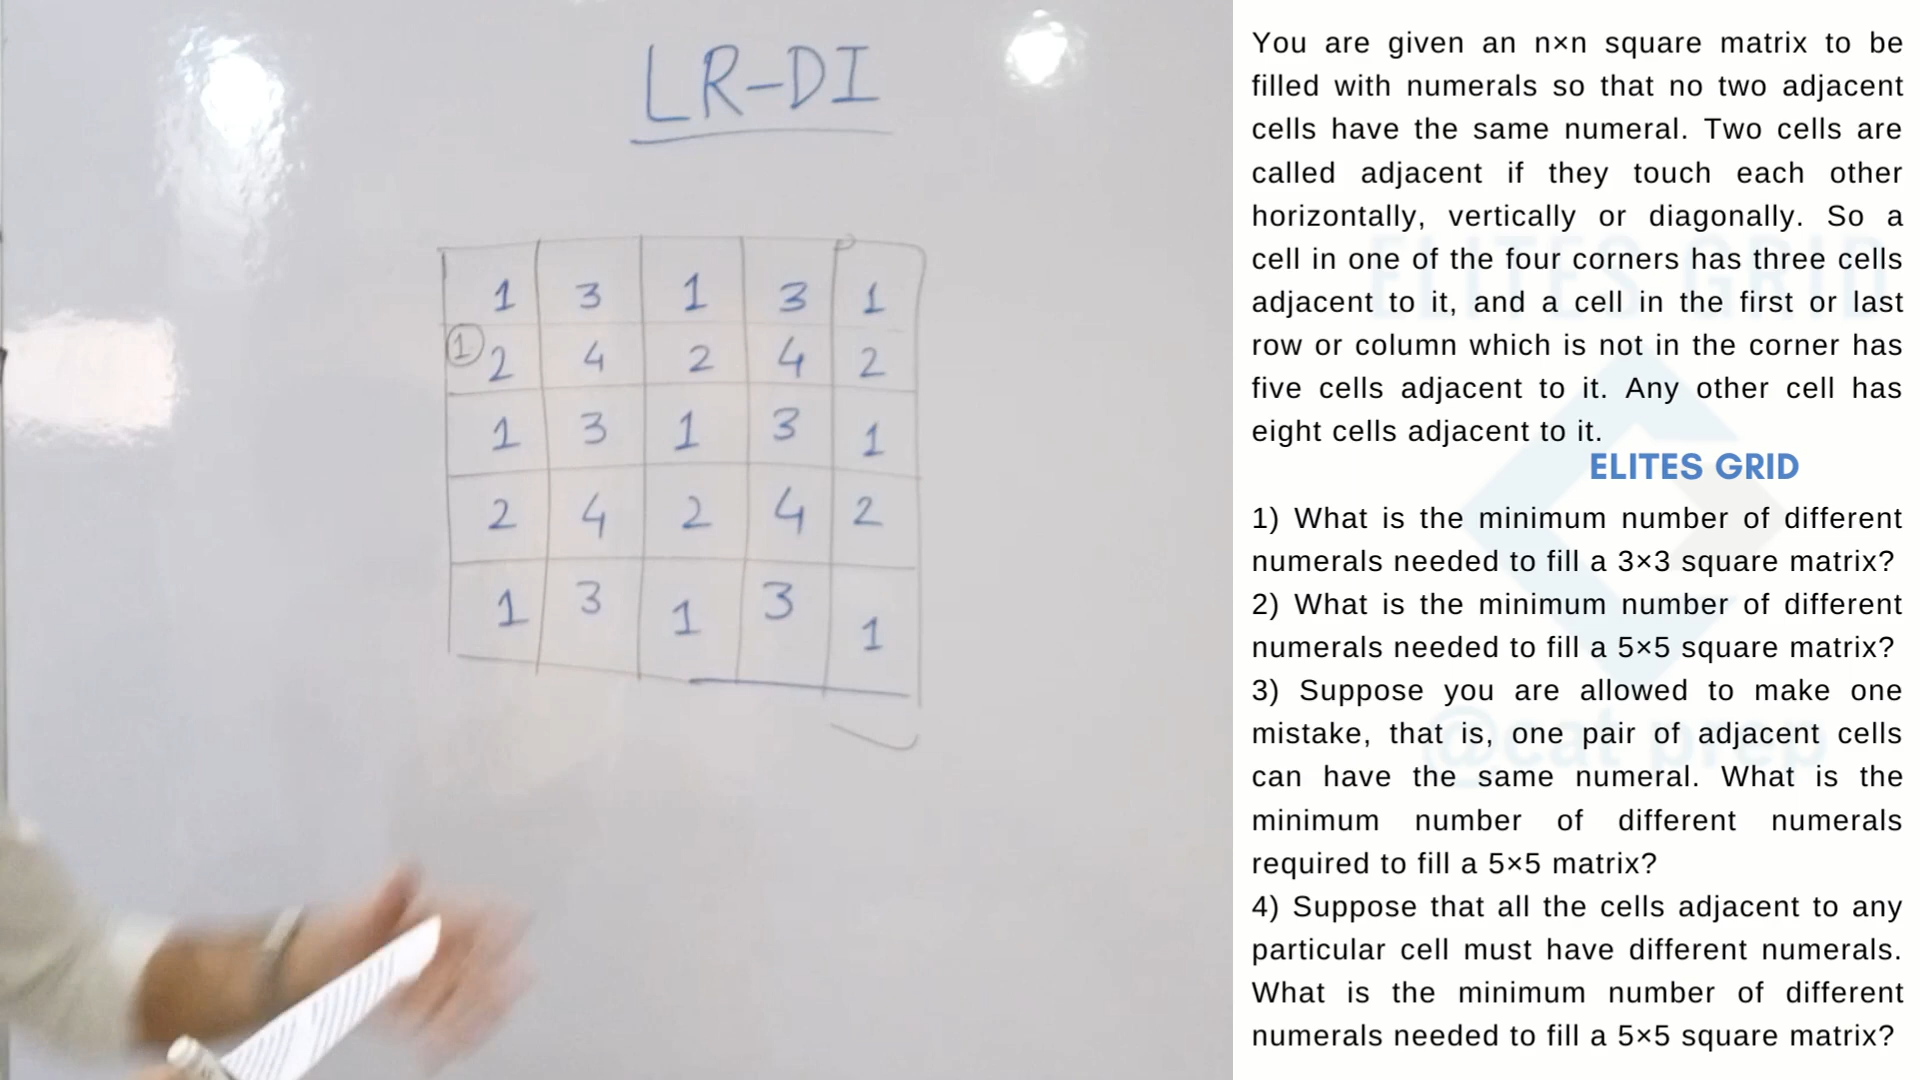 LR-DI
1 3 1 3 1
1 2 4 2 4 2
1 3 1 3 1
2 4 2 4 2
1 3 1 3 1
You are given an n×n square matrix to be
filled with numerals so that no two adjacent
cells have the same numeral. Two cells are
called adjacent if they touch each other
horizontally, vertically or diagonally. So a
cell in one of the four corners has three cells
adjacent to it, and a cell in the first or last
row or column which is not in the corner has
five cells adjacent to it. Any other cell has
eight cells adjacent to it.
ELITES GRID
1) What is the minimum number of different
numerals needed to fill a 3×3 square matrix?
2) What is the minimum number of different
numerals needed to fill a 5×5 square matrix?
3) Suppose you are allowed to make one
mistake, that is, one pair of adjacent cells
can have the same numeral. What is the
minimum number of different numerals
required to fill a 5×5 matrix?
4) Suppose that all the cells adjacent to any
particular cell must have different numerals.
What is the minimum number of different
numerals needed to fill a 5×5 square matrix?
ELITES GRID
@cat prep